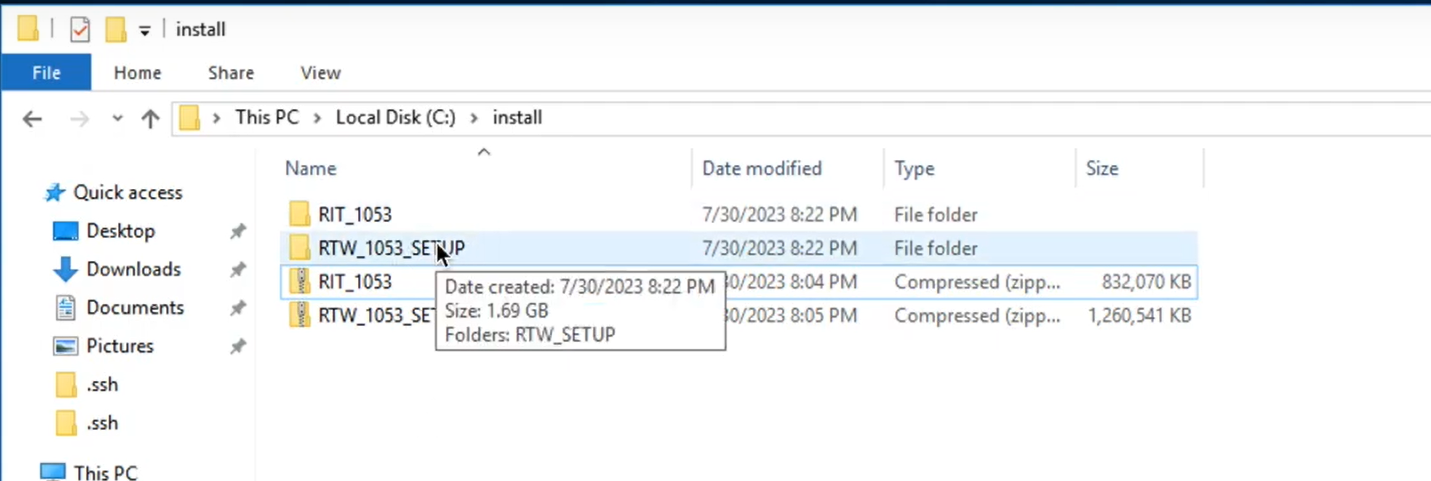 install
File Home Share View
This PC Local Disk (C:) install
Name Date modified Type Size
Quick access
Desktop
Downloads
Documents
Pictures
.ssh
.ssh
This PC
RIT_1053 7/30/2023 8:22 PM File folder
RTW_1053_SETUP 7/30/2023 8:22 PM File folder
RIT_1053 30/2023 8:04 PM Compressed (zipp... 832,070 KB
RTW_1053_SET 30/2023 8:05 PM Compressed (zipp... 1,260,541 KB
Date created: 7/30/2023 8:22 PM
Size: 1.69 GB
Folders: RTW_SETUP